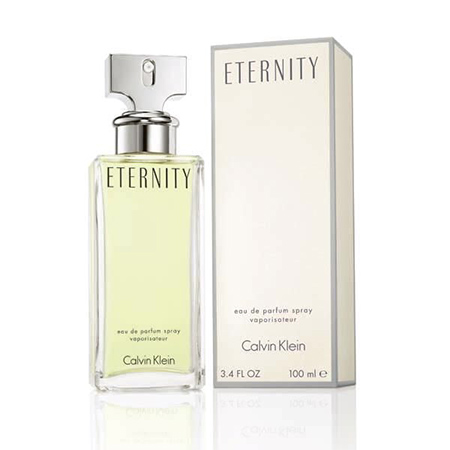 ETERNITY
eau de parfum spray
vaporisateur
Calvin Klein
ETERNITY
eau de parfum spray
vaporisateur
Calvin Klein
3.4 FL OZ 100 ml ℮